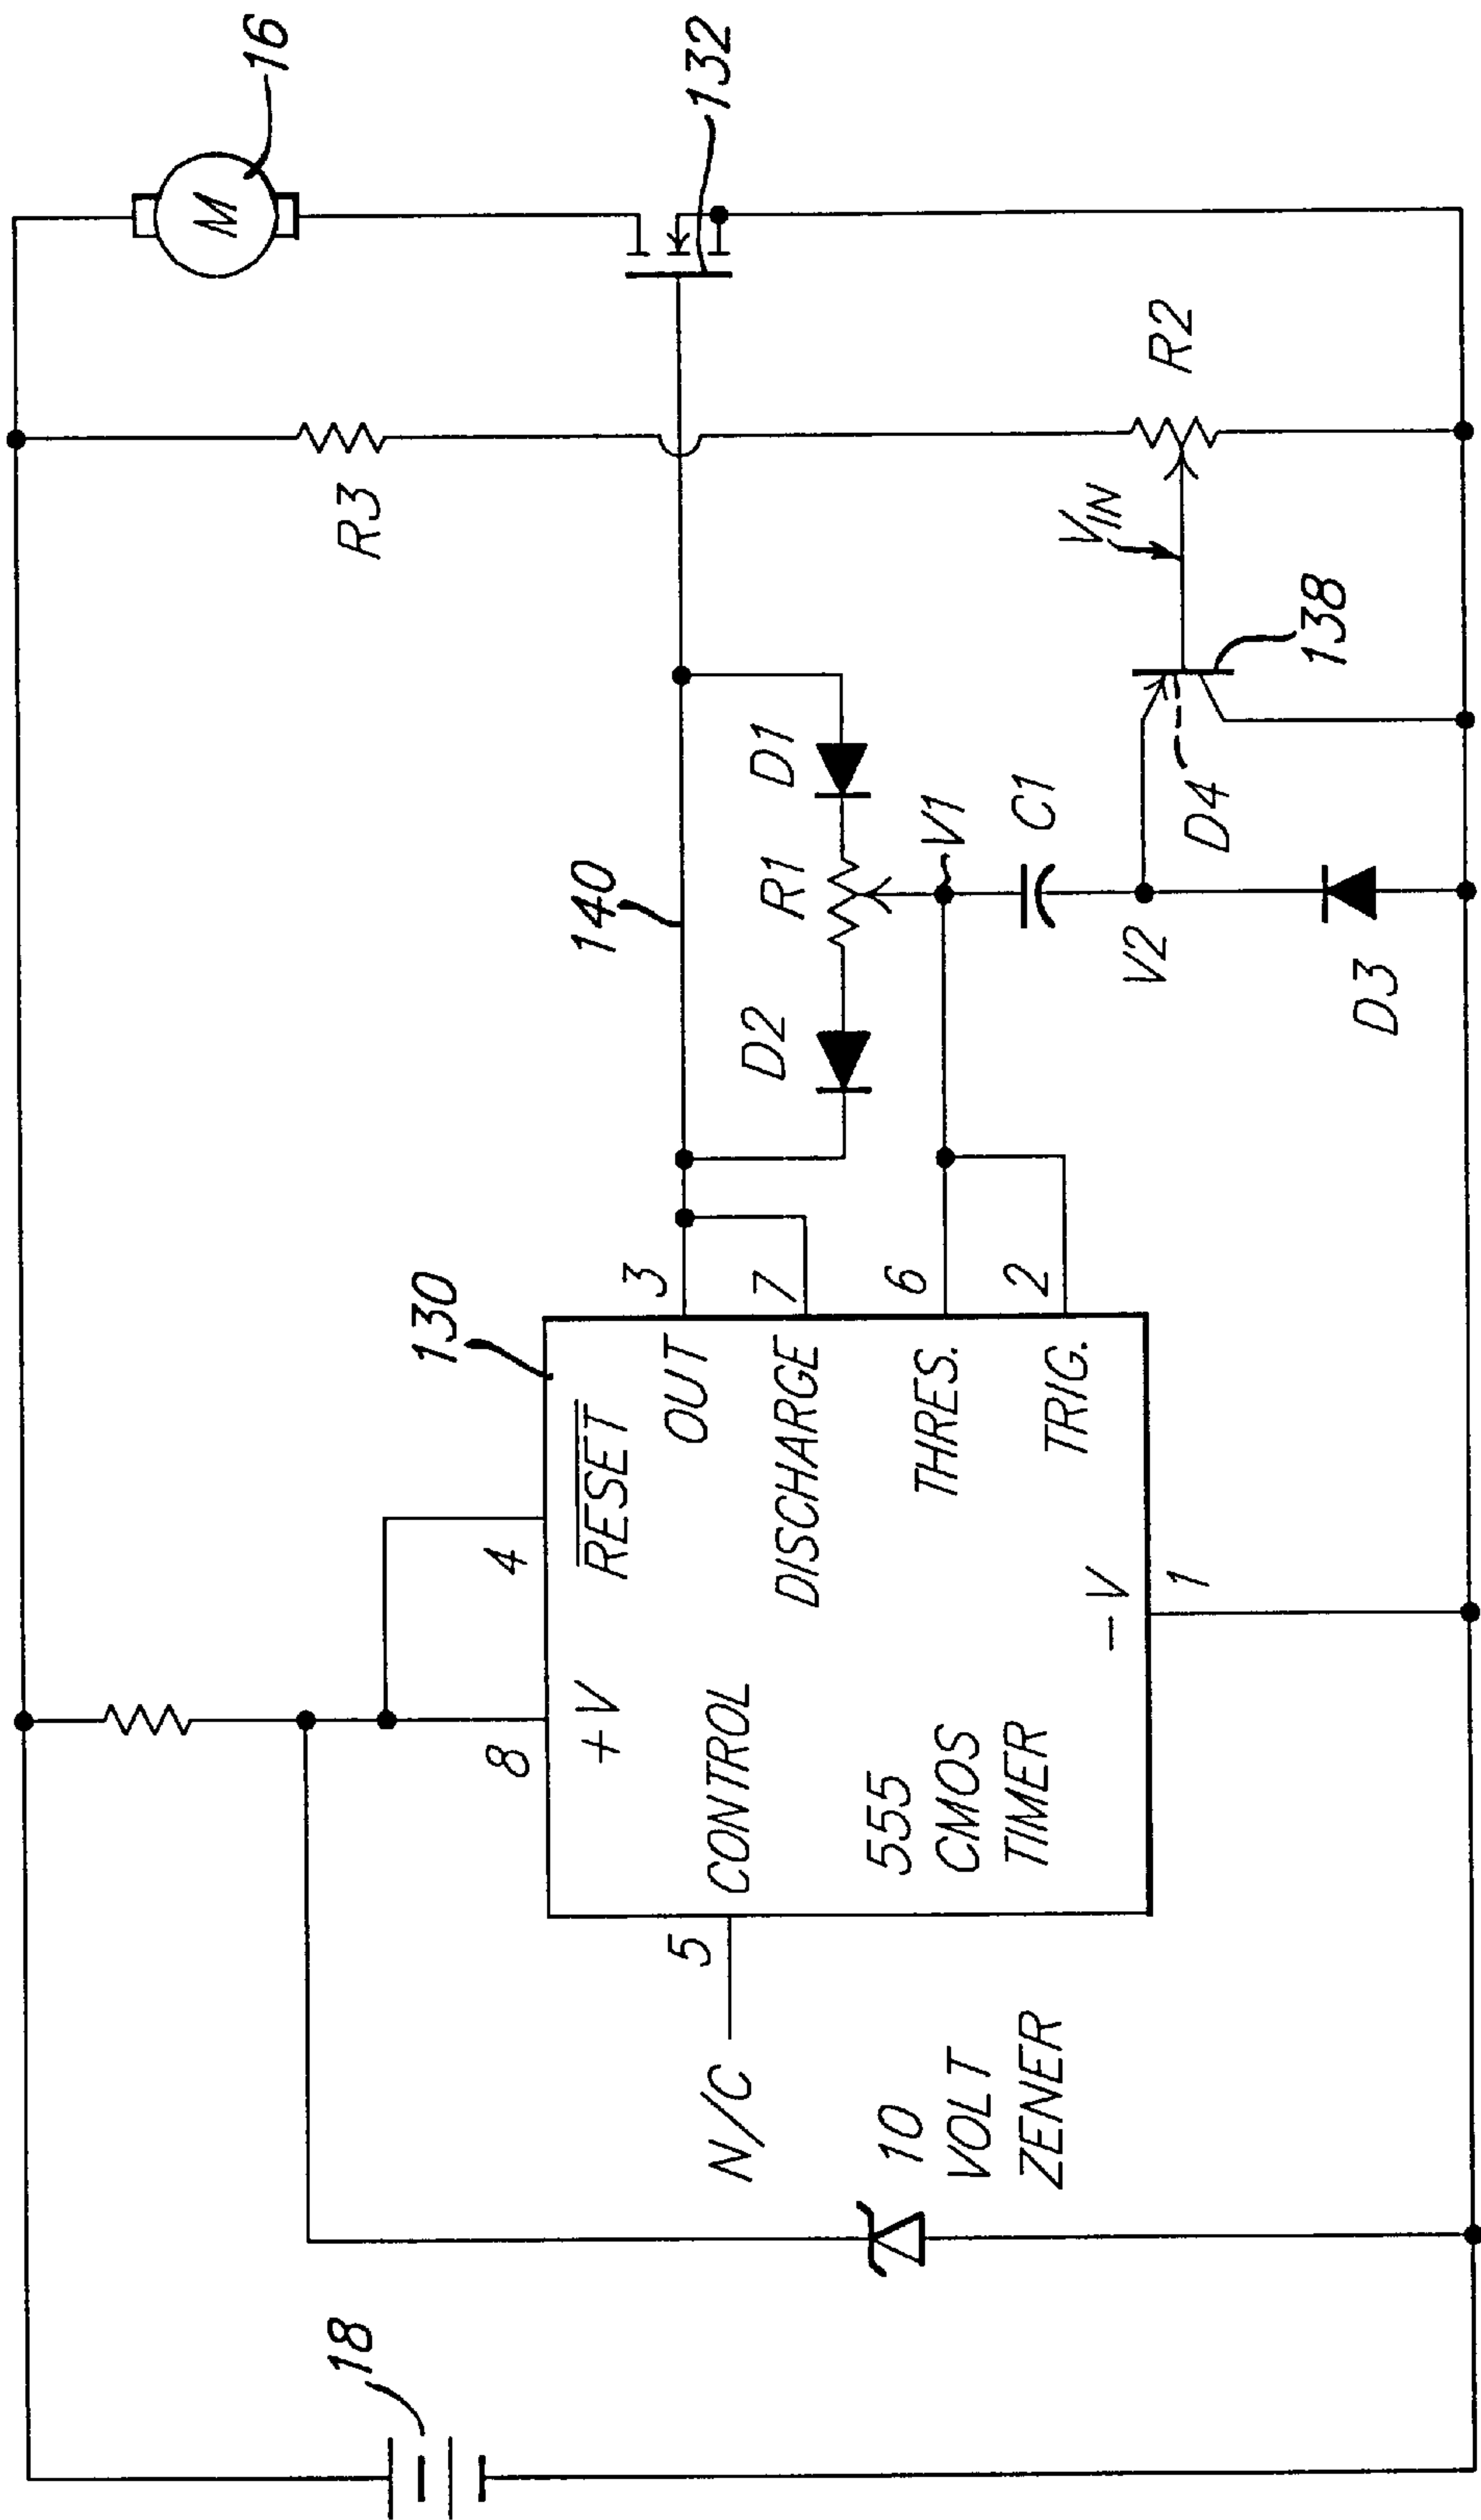 18
10
VOLT
ZENER
N/C
5
8
+V
CONTROL
555
CMOS
TIMER
4
RESET
-V
1
130
OUT
DISCHARGE
THRES.
TRIG.
3
7
6
2
140
D2
R1
D1
V1
C1
V2
D3
D4
138
VIN
R3
R2
M
16
132